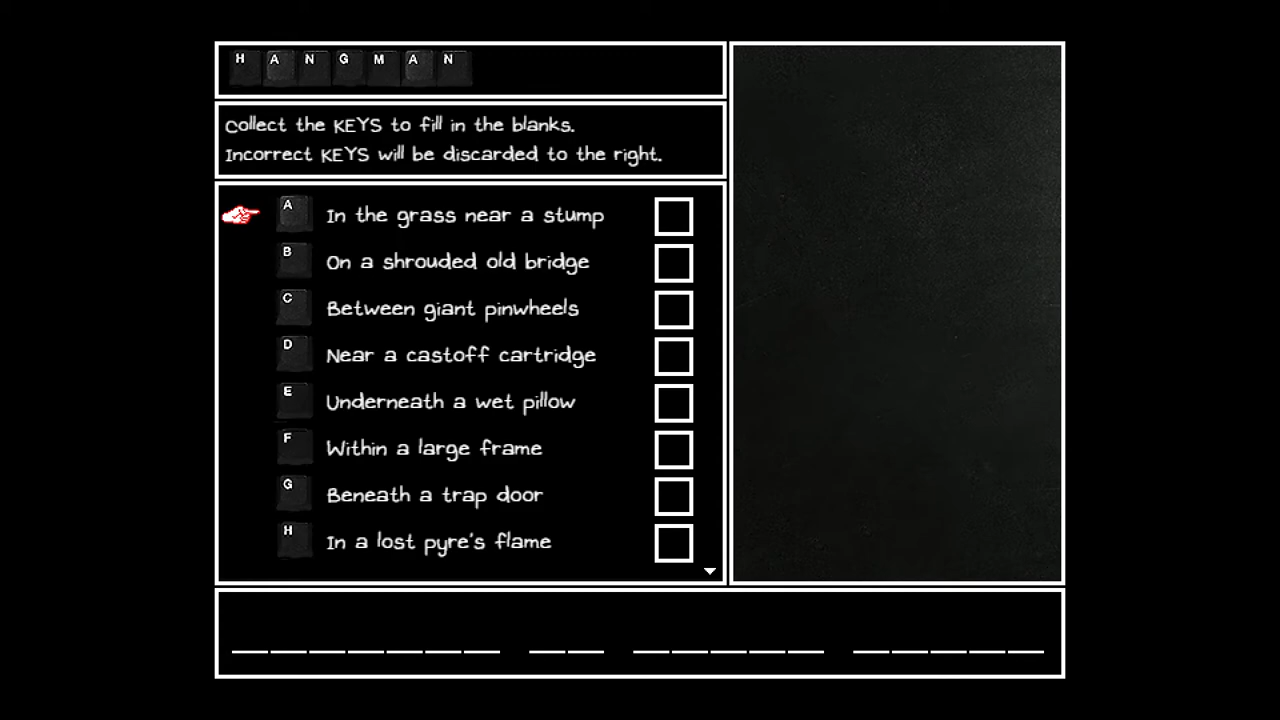 HANGMAN
Collect the KEYS to fill in the blanks.
Incorrect KEYS will be discarded to the right.
A In the grass near a stump
B On a shrouded old bridge
C Between giant pinwheels
D Near a castoff cartridge
E Underneath a wet pillow
F Within a large frame
G Beneath a trap door
H In a lost pyre's flame